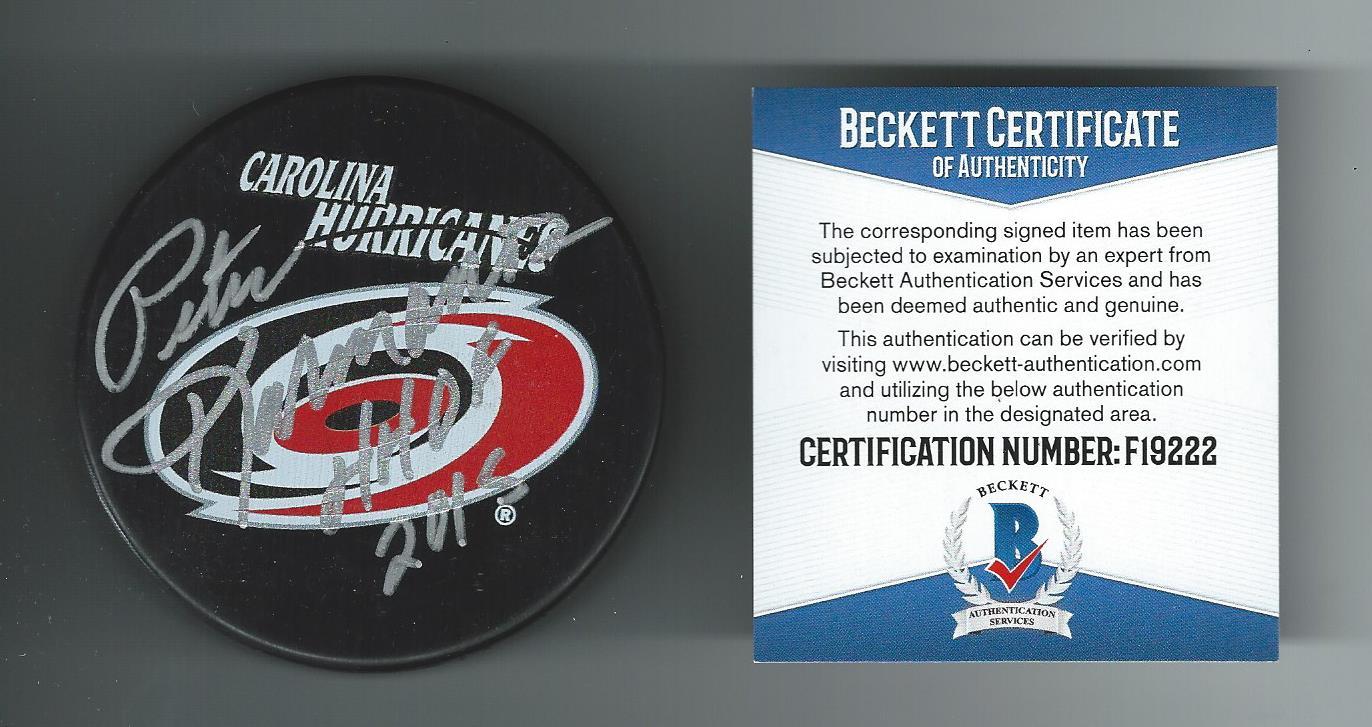 CAROLINA
HURRICANES
Peter
HHOF
2015
®
BECKETT CERTIFICATE
OF AUTHENTICITY
The corresponding signed item has been
subjected to examination by an expert from
Beckett Authentication Services and has
been deemed authentic and genuine.
This authentication can be verified by
visiting www.beckett-authentication.com
and utilizing the below authentication
number in the designated area.
CERTIFICATION NUMBER: F19222
BECKETT
B
AUTHENTICATION
SERVICES